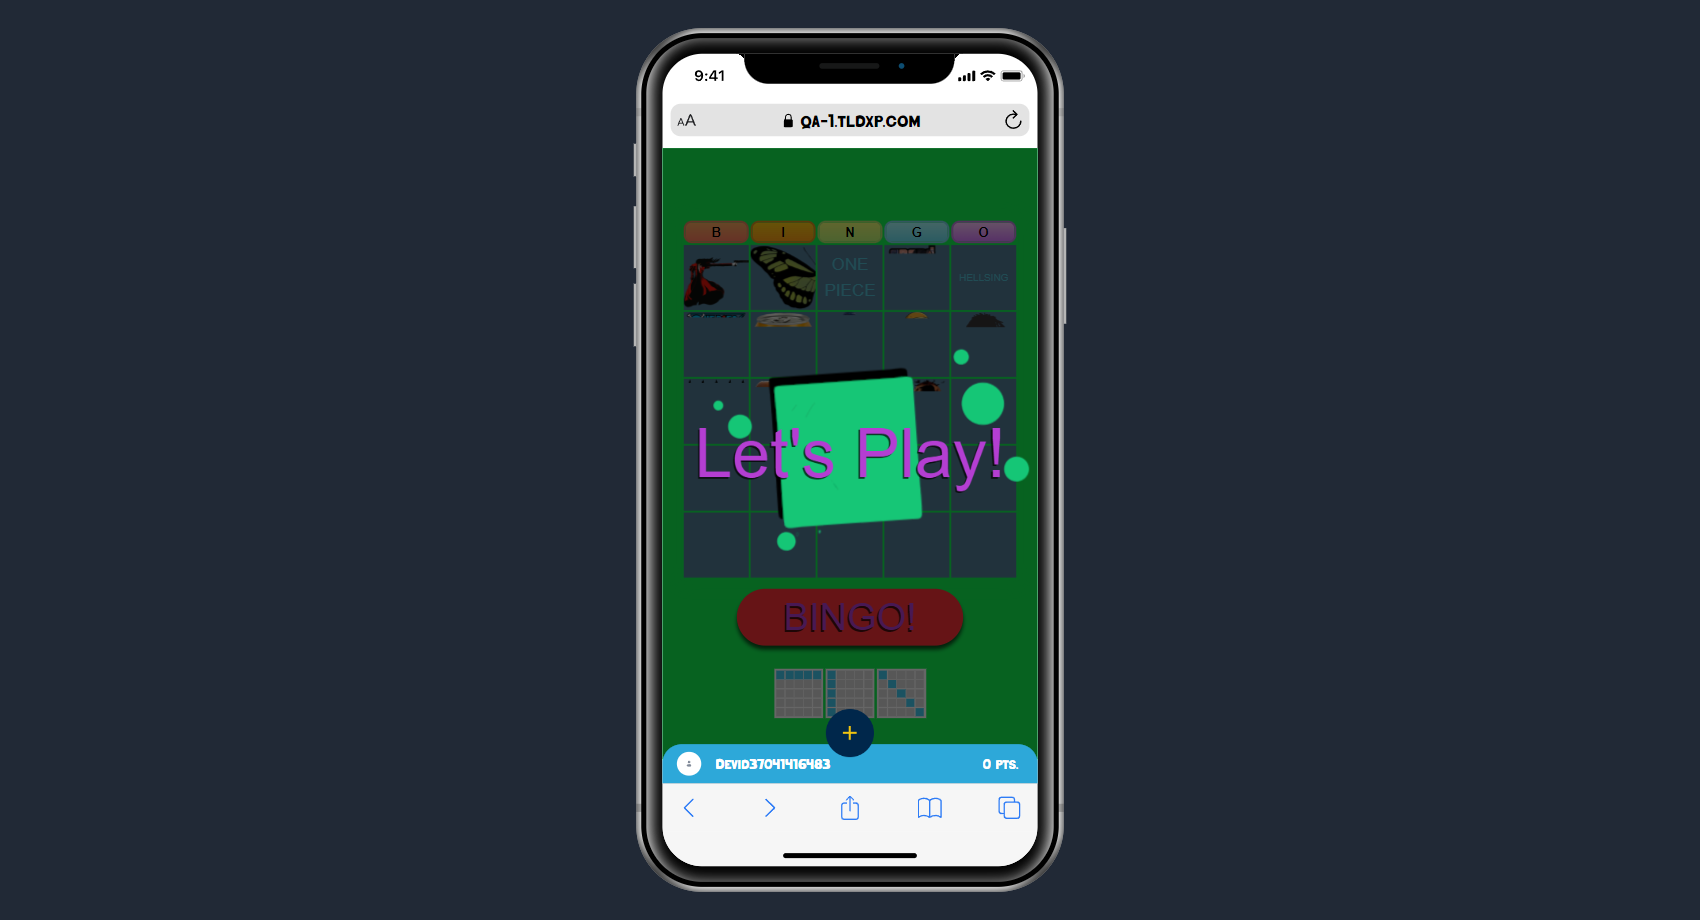 9:41
AA
QA-1.TLDXP.COM
B I N G O
ONE
PIECE
HELLSING
Let's Play!
BINGO!
+
DEVID37041416483
0 PTS.